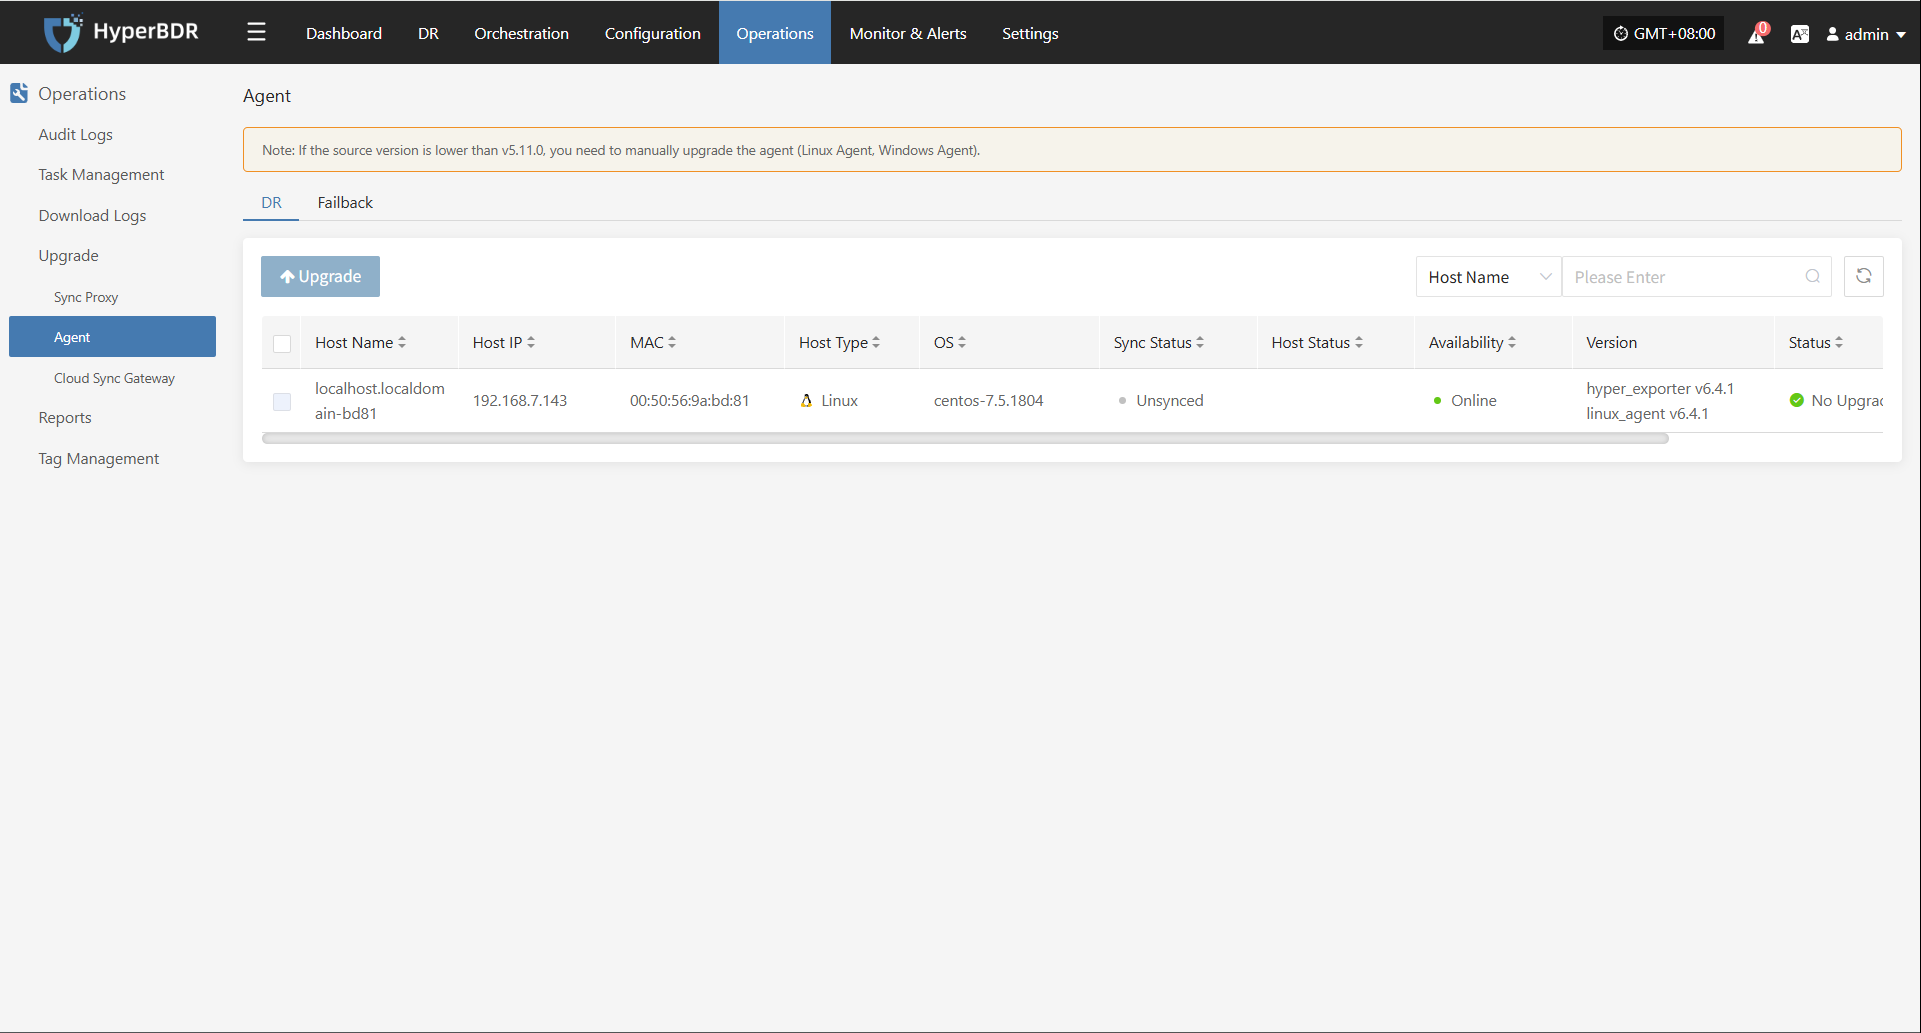 HyperBDR
Dashboard
DR
Orchestration
Configuration
Operations
Monitor & Alerts
Settings
GMT+08:00
0
admin
Operations
Audit Logs
Task Management
Download Logs
Upgrade
Sync Proxy
Agent
Cloud Sync Gateway
Reports
Tag Management
Agent
Note: If the source version is lower than v5.11.0, you need to manually upgrade the agent (Linux Agent, Windows Agent).
DR
Failback
Upgrade
Host Name
Please Enter
Host Name
Host IP
MAC
Host Type
OS
Sync Status
Host Status
Availability
Version
Status
localhost.localdom
ain-bd81
192.168.7.143
00:50:56:9a:bd:81
Linux
centos-7.5.1804
Unsynced
Online
hyper_exporter v6.4.1
linux_agent v6.4.1
No Upgrac